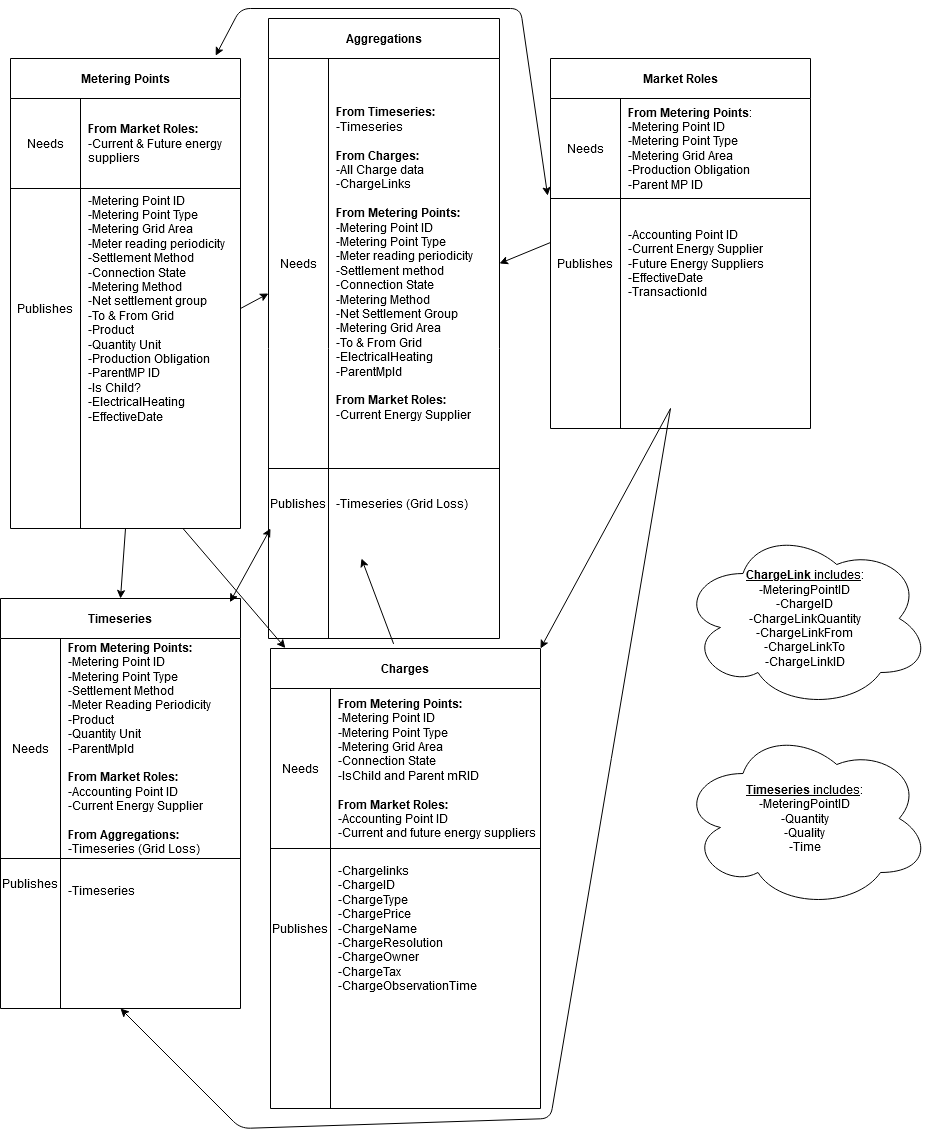 Metering Points
Needs
From Market Roles:
-Current & Future energy
suppliers
Publishes
-Metering Point ID
-Metering Point Type
-Metering Grid Area
-Meter reading periodicity
-Settlement Method
-Connection State
-Metering Method
-Net settlement group
-To & From Grid
-Product
-Quantity Unit
-Production Obligation
-ParentMP ID
-Is Child?
-ElectricalHeating
-EffectiveDate
Aggregations
Needs
From Timeseries:
-Timeseries
From Charges:
-All Charge data
-ChargeLinks
From Metering Points:
-Metering Point ID
-Metering Point Type
-Meter reading periodicity
-Settlement method
-Connection State
-Metering Method
-Net Settlement Group
-Metering Grid Area
-To & From Grid
-ElectricalHeating
-ParentMpId
From Market Roles:
-Current Energy Supplier
Publishes
-Timeseries (Grid Loss)
Market Roles
Needs
From Metering Points:
-Metering Point ID
-Metering Point Type
-Metering Grid Area
-Production Obligation
-Parent MP ID
Publishes
-Accounting Point ID
-Current Energy Supplier
-Future Energy Suppliers
-EffectiveDate
-TransactionId
Timeseries
Needs
From Metering Points:
-Metering Point ID
-Metering Point Type
-Settlement Method
-Meter Reading Periodicity
-Product
-Quantity Unit
-ParentMpId
From Market Roles:
-Accounting Point ID
-Current Energy Supplier
From Aggregations:
-Timeseries (Grid Loss)
Publishes
-Timeseries
Charges
Needs
From Metering Points:
-Metering Point ID
-Metering Point Type
-Metering Grid Area
-Connection State
-IsChild and Parent mRID
From Market Roles:
-Accounting Point ID
-Current and future energy suppliers
Publishes
-Chargelinks
-ChargeID
-ChargeType
-ChargePrice
-ChargeName
-ChargeResolution
-ChargeOwner
-ChargeTax
-ChargeObservationTime
ChargeLink includes:
-MeteringPointID
-ChargeID
-ChargeLinkQuantity
-ChargeLinkFrom
-ChargeLinkTo
-ChargeLinkID
Timeseries includes:
-MeteringPointID
-Quantity
-Quality
-Time